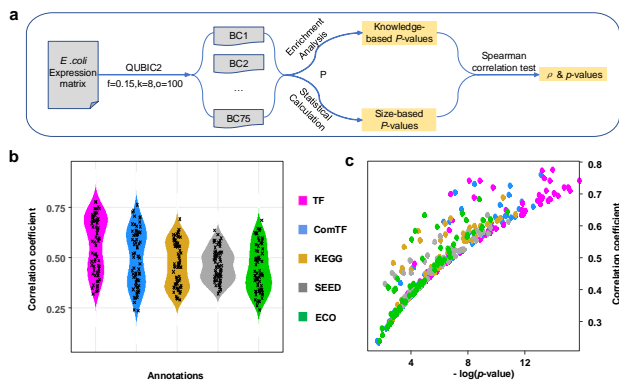 a
E .coli
Expression
matrix
QUBIC2
f=0.15,k=8,o=100
BC1
BC2
...
BC75
Enrichment
Analysis
P
Statistical
Calculation
Knowledge-
based P-values
Size-based
P-values
Spearman
correlation test
ρ & p-values
b
Correlation coefficient
0.75
0.50
0.25
Annotations
TF
ComTF
KEGG
SEED
ECO
c
0.8
0.7
0.6
0.5
0.4
0.3
Correlation coefficient
4
8
12
- log(p-value)